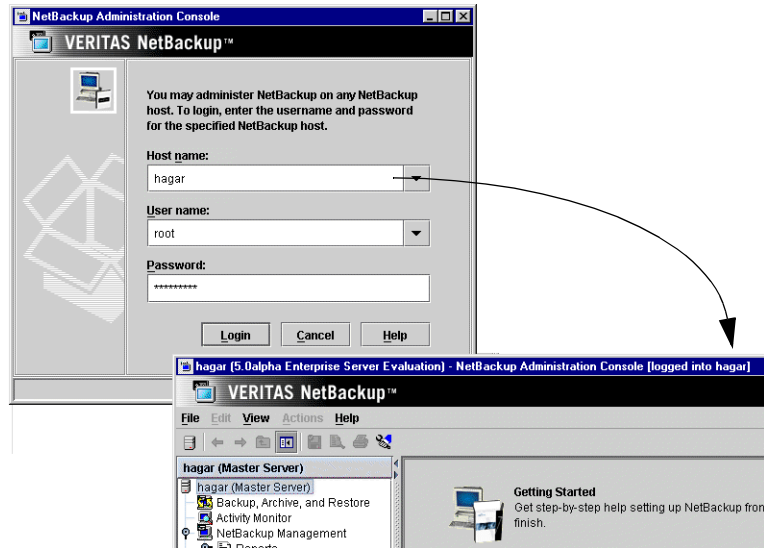 NetBackup Administration Console
VERITAS NetBackup™
You may administer NetBackup on any NetBackup
host. To login, enter the username and password
for the specified NetBackup host.
Host name:
hagar
User name:
root
Password:
*********
Login Cancel Help
hagar (5.0alpha Enterprise Server Evaluation) - NetBackup Administration Console [logged into hagar]
VERITAS NetBackup™
File Edit View Actions Help
hagar (Master Server)
hagar (Master Server)
Backup, Archive, and Restore
Activity Monitor
NetBackup Management
Reports
Getting Started
Get step-by-step help setting up NetBackup from
finish.